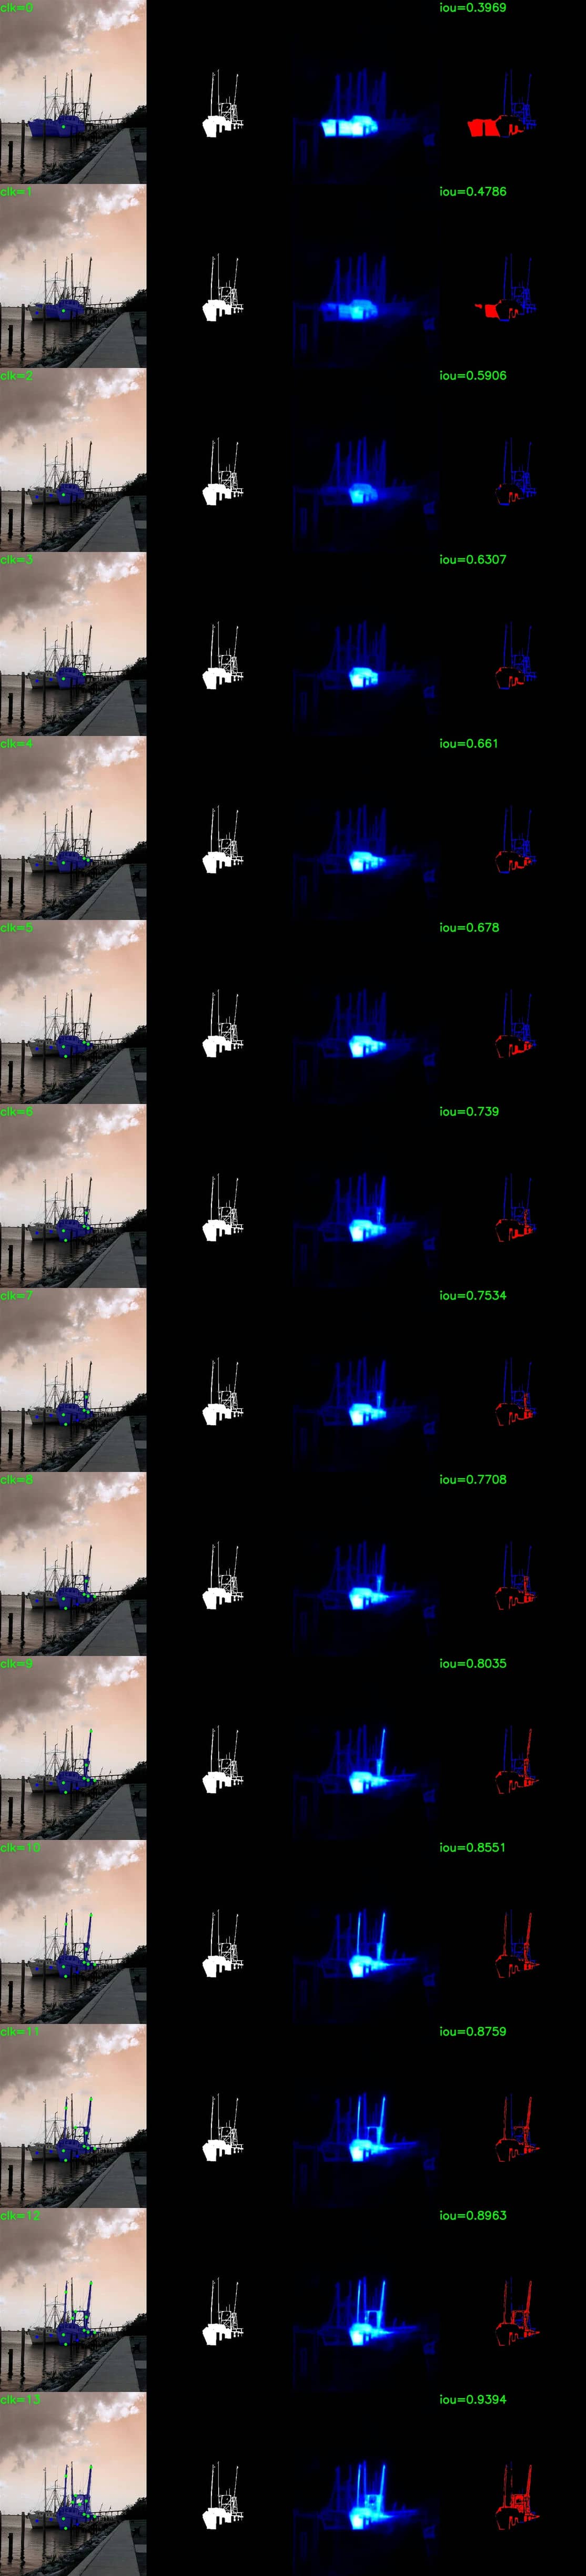 clk=0 iou=0.3969
clk=1 iou=0.4786
clk=2 iou=0.5906
clk=3 iou=0.6307
clk=4 iou=0.661
clk=5 iou=0.678
clk=6 iou=0.739
clk=7 iou=0.7534
clk=8 iou=0.7708
clk=9 iou=0.8035
clk=10 iou=0.8551
clk=11 iou=0.8759
clk=12 iou=0.8963
clk=13 iou=0.9394